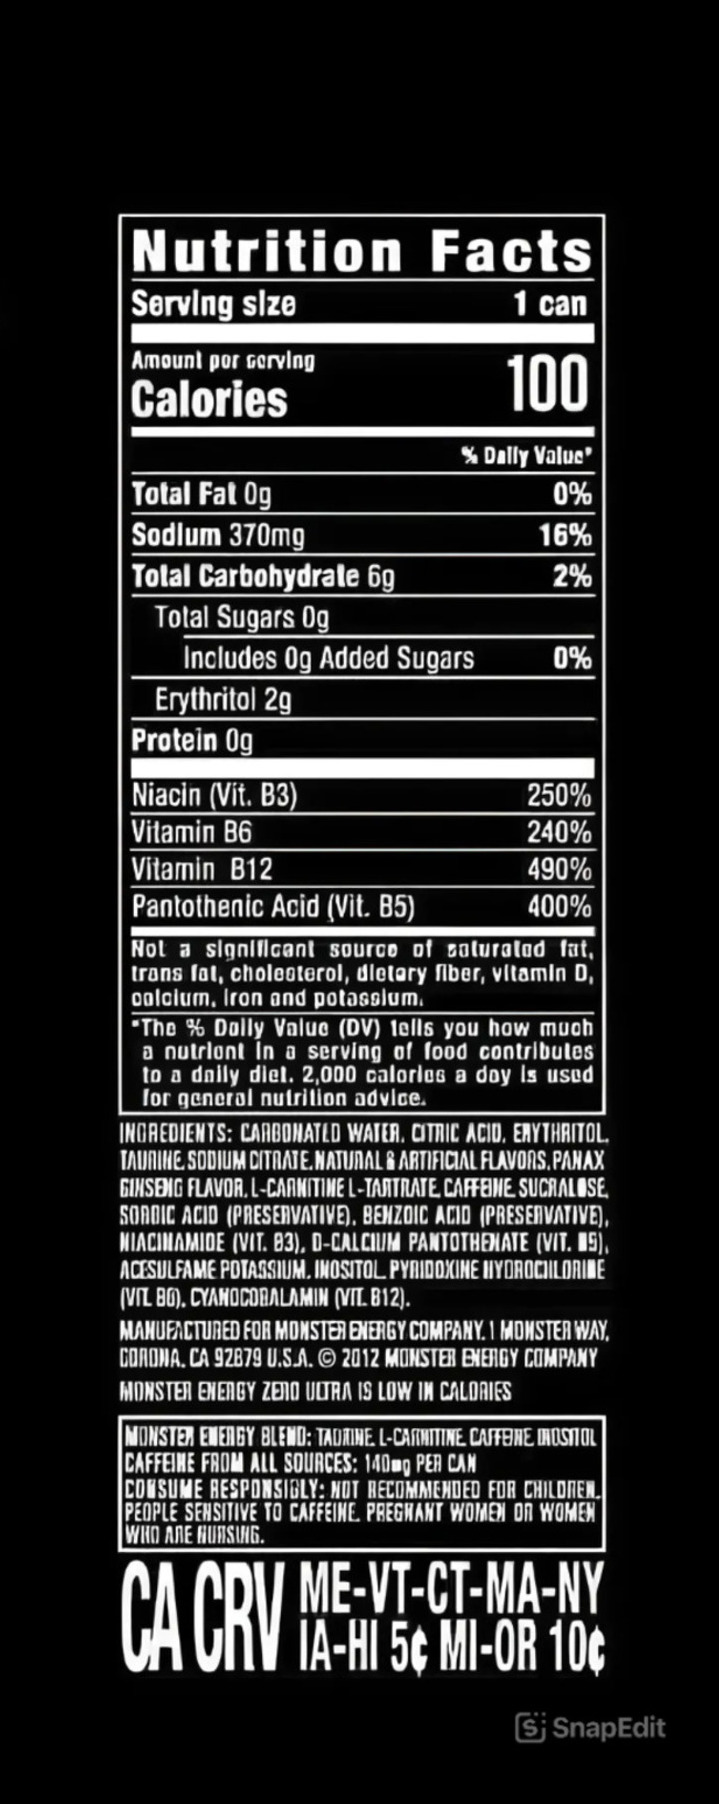 Nutrition Facts
Serving size 1 can
Amount per serving
Calories 100
% Daily Value*
Total Fat 0g 0%
Sodium 370mg 16%
Total Carbohydrate 6g 2%
Total Sugars 0g
Includes 0g Added Sugars 0%
Erythritol 2g
Protein 0g
Niacin (Vit. B3) 250%
Vitamin B6 240%
Vitamin B12 490%
Pantothenic Acid (Vit. B5) 400%
Not a significant source of saturated fat,
trans fat, cholesterol, dietary fiber, vitamin D,
calcium, iron and potassium.
*The % Daily Value (DV) tells you how much
a nutrient in a serving of food contributes
to a daily diet. 2,000 calories a day is used
for general nutrition advice.
INGREDIENTS: CARBONATED WATER, CITRIC ACID, ERYTHRITOL,
TAURINE, SODIUM CITRATE, NATURAL & ARTIFICIAL FLAVORS, PANAX
GINSENG FLAVOR, L-CARNITINE L-TARTRATE, CAFFEINE, SUCRALOSE,
SORBIC ACID (PRESERVATIVE), BENZOIC ACID (PRESERVATIVE),
NIACINAMIDE (VIT. B3), D-CALCIUM PANTOTHENATE (VIT. B5),
ACESULFAME POTASSIUM, INOSITOL, PYRIDOXINE HYDROCHLORIDE
(VIT. B6), CYANOCOBALAMIN (VIT. B12).
MANUFACTURED FOR MONSTER ENERGY COMPANY, 1 MONSTER WAY,
CORONA, CA 92879 U.S.A. © 2012 MONSTER ENERGY COMPANY
MONSTER ENERGY ZERO ULTRA IS LOW IN CALORIES
MONSTER ENERGY BLEND: TAURINE, L-CARNITINE, CAFFEINE, INOSITOL
CAFFEINE FROM ALL SOURCES: 140mg PER CAN
CONSUME RESPONSIBLY: NOT RECOMMENDED FOR CHILDREN,
PEOPLE SENSITIVE TO CAFFEINE, PREGNANT WOMEN OR WOMEN
WHO ARE NURSING.
CA CRV ME-VT-CT-MA-NY
IA-HI 5¢ MI-OR 10¢
SnapEdit